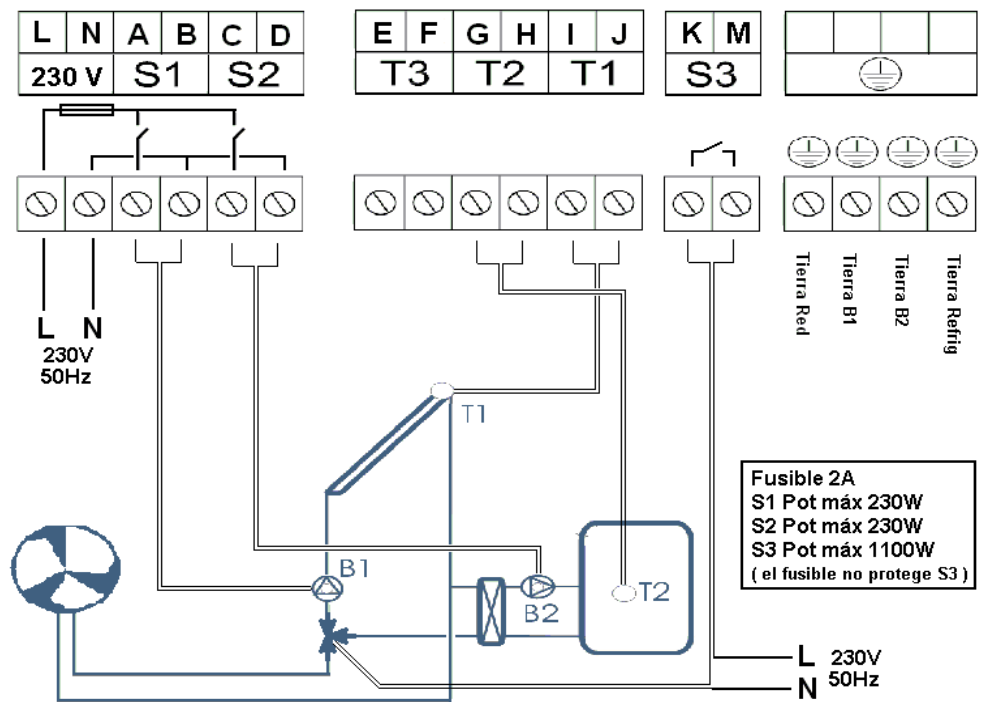 L N A B C D
E F G H I J
K M
230 V S1 S2
T3 T2 T1
S3
Tierra Red
Tierra B1
Tierra B2
Tierra Refrig
L N
230V
50Hz
T1
Fusible 2A
S1 Pot máx 230W
S2 Pot máx 230W
S3 Pot máx 1100W
( el fusible no protege S3 )
B1
B2
T2
L 230V
N 50Hz